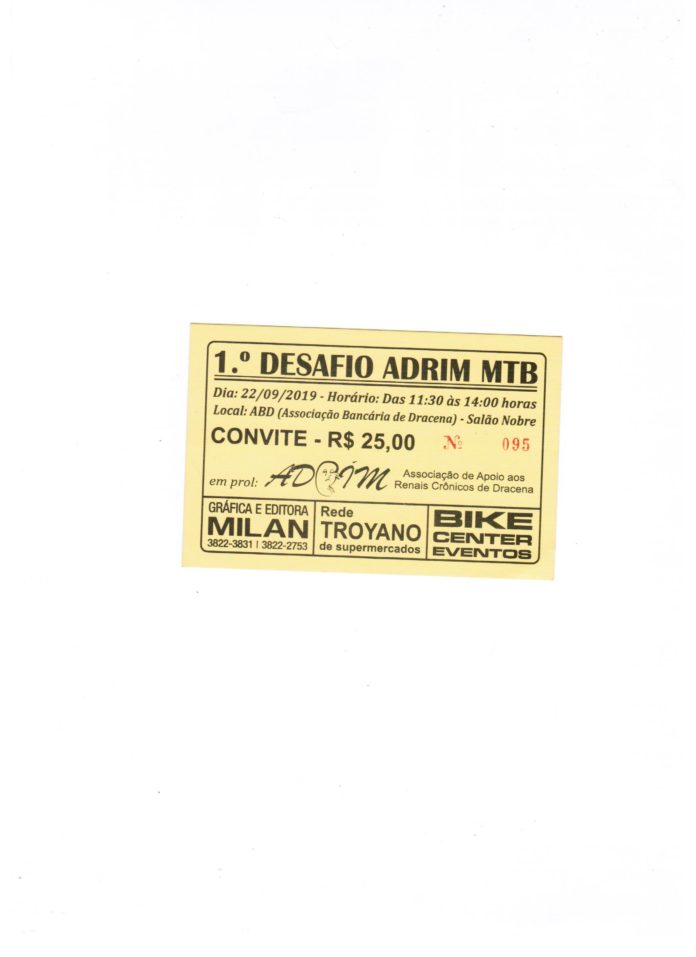 1.º DESAFIO ADRIM MTB
Dia: 22/09/2019 - Horário: Das 11:30 às 14:00 horas
Local: ABD (Associação Bancária de Dracena) - Salão Nobre
CONVITE - R$ 25,00 Nº 095
em prol: ADRIM Associação de Apoio aos
Renais Crônicos de Dracena
GRÁFICA E EDITORA
MILAN
3822-3831 | 3822-2753
Rede
TROYANO
de supermercados
BIKE
CENTER
EVENTOS